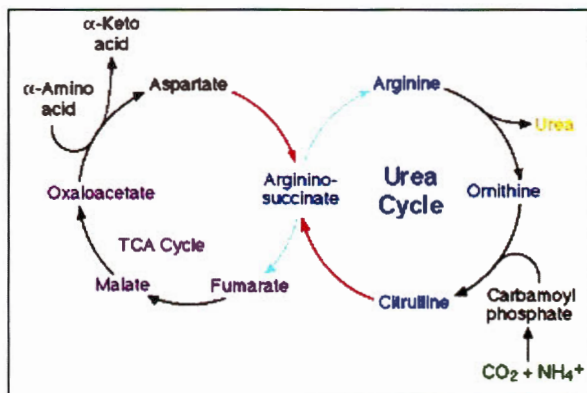 α-Keto
acid
α-Amino
acid
Aspartate
Arginine
Urea
Oxaloacetate
Arginino-
succinate
Urea
Cycle
Ornithine
TCA Cycle
Malate
Fumarate
Citrulline
Carbamoyl
phosphate
CO₂ + NH₄⁺